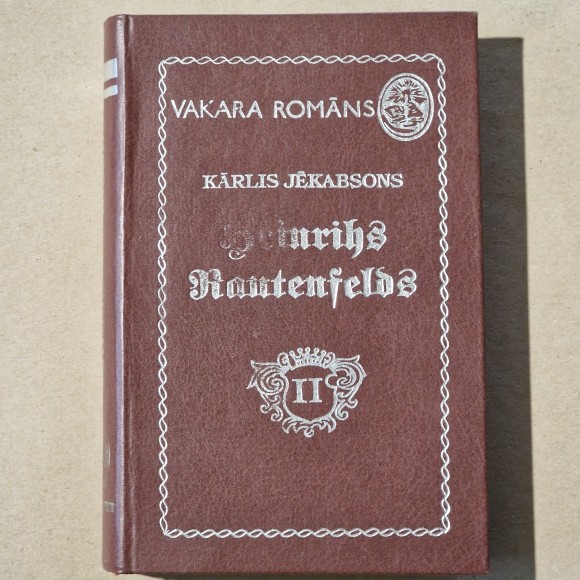 VAKARA ROMĀNS
KĀRLIS JĒKABSONS
Heinrihs
Rautenfelds
II